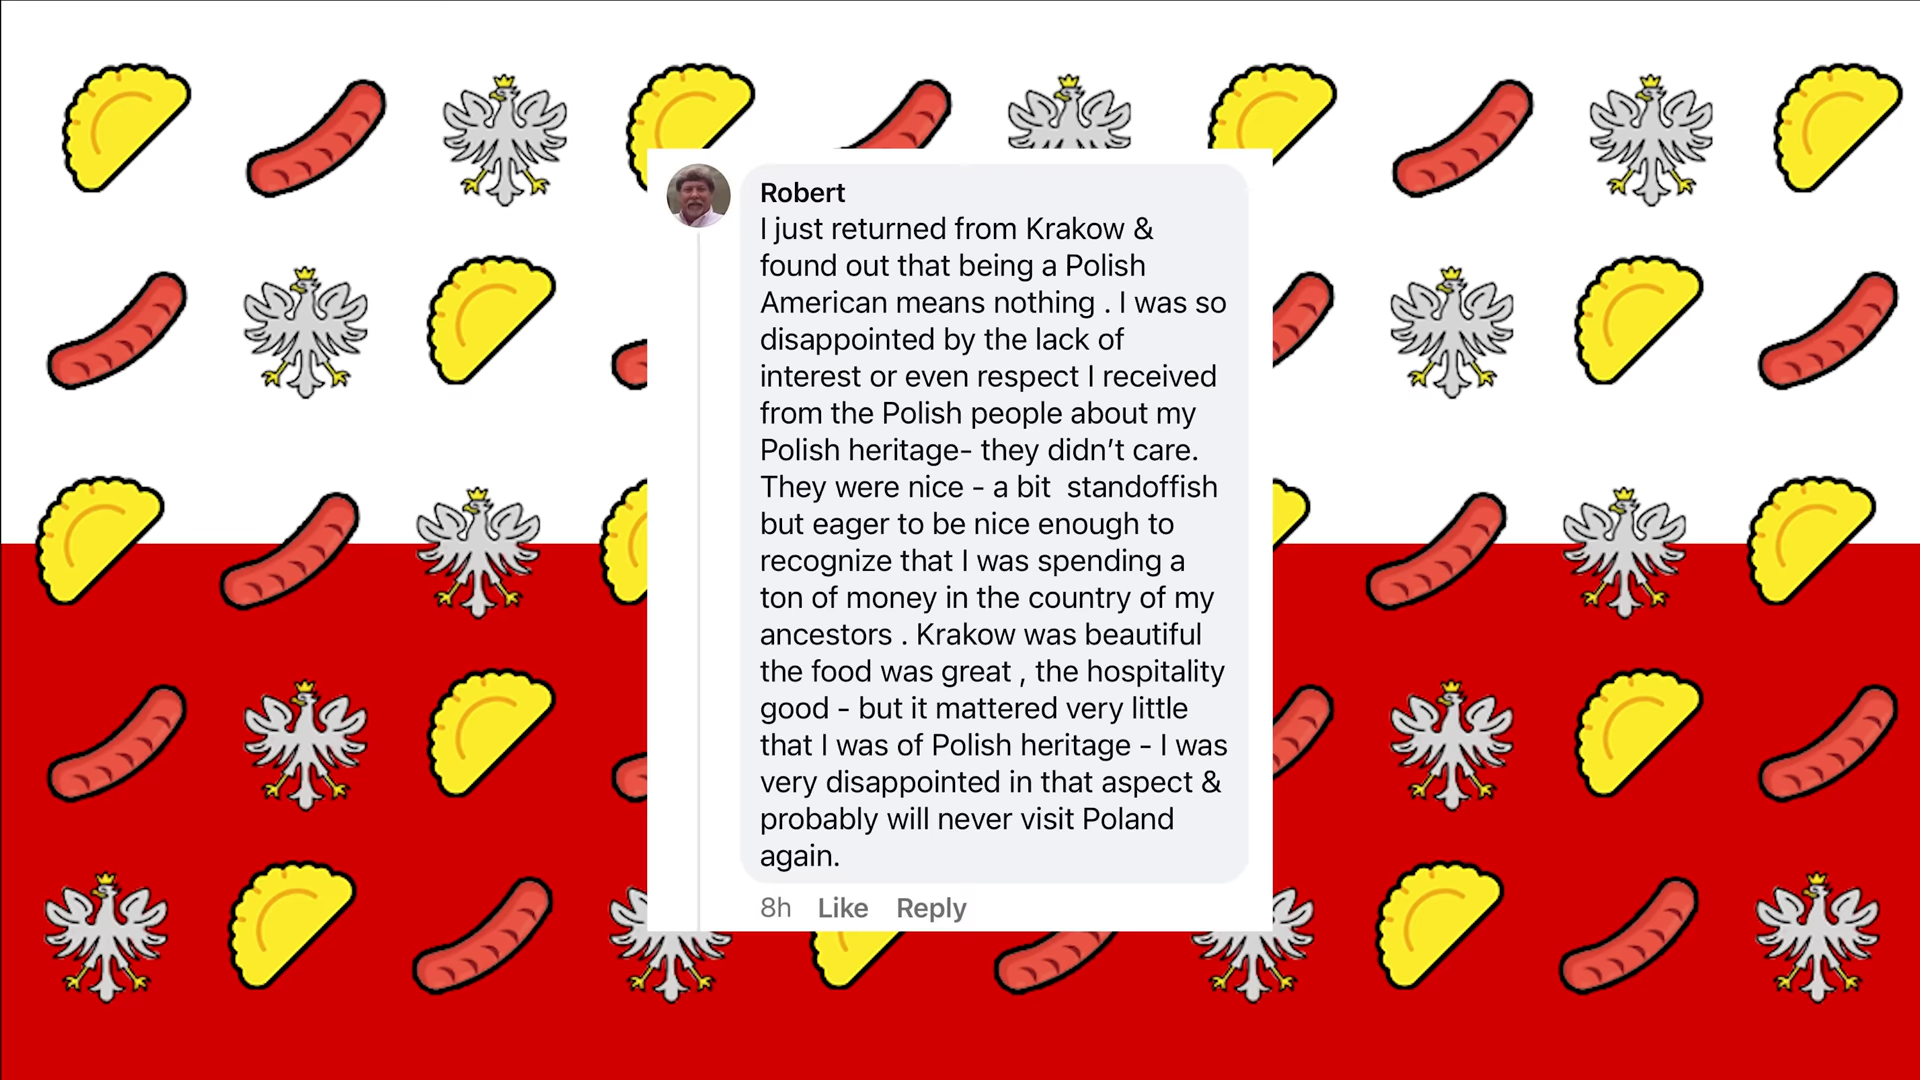 Robert
I just returned from Krakow &
found out that being a Polish
American means nothing . I was so
disappointed by the lack of
interest or even respect I received
from the Polish people about my
Polish heritage- they didn’t care.
They were nice - a bit  standoffish
but eager to be nice enough to
recognize that I was spending a
ton of money in the country of my
ancestors . Krakow was beautiful
the food was great , the hospitality
good - but it mattered very little
that I was of Polish heritage - I was
very disappointed in that aspect &
probably will never visit Poland
again.
8h Like Reply